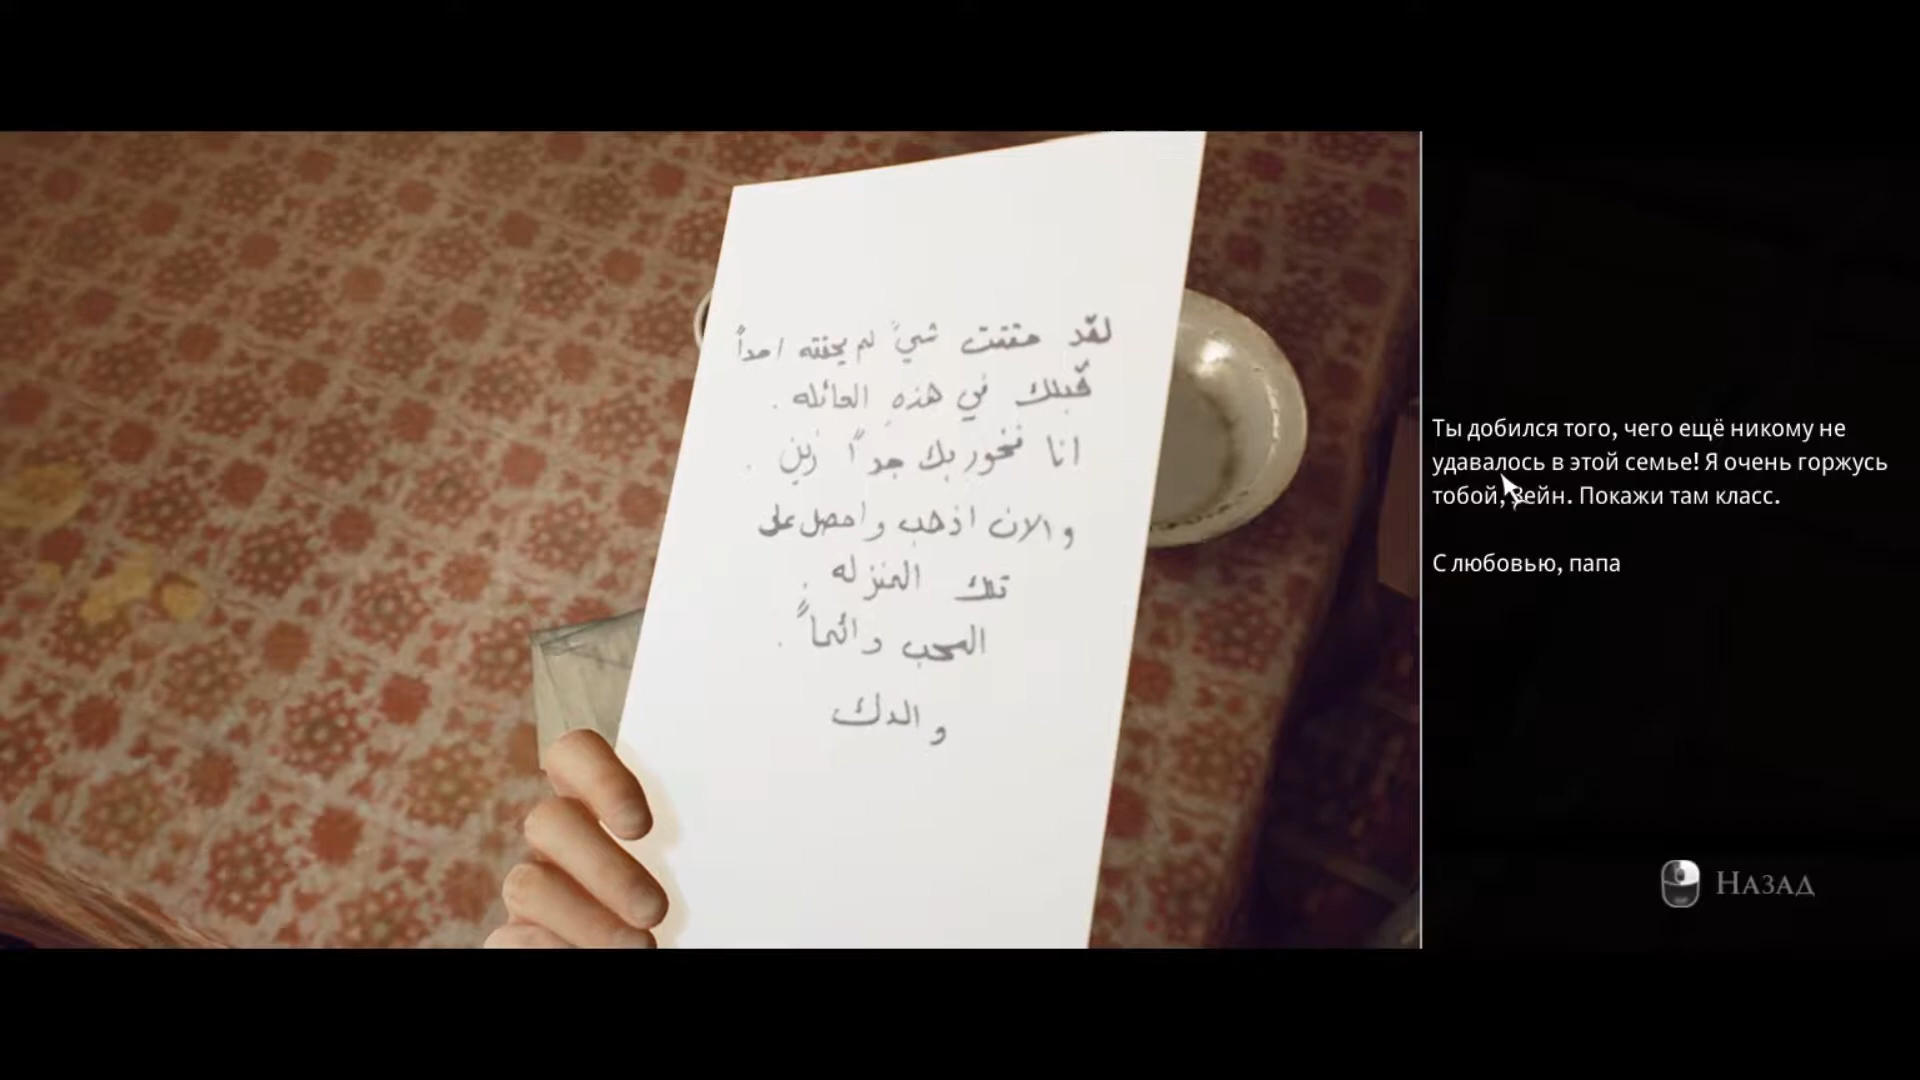 لقد حققت شيءً لم يحققه احداً
قبلك في هذهِ العائله .
انا فخور بك جداً زين .
والان اذهب واحصل على
تلك المنزله .
المحب دائماً .
والدك
Ты добился того, чего ещё никому не
удавалось в этой семье! Я очень горжусь
тобой, Зейн. Покажи там класс.
С любовью, папа
Назад